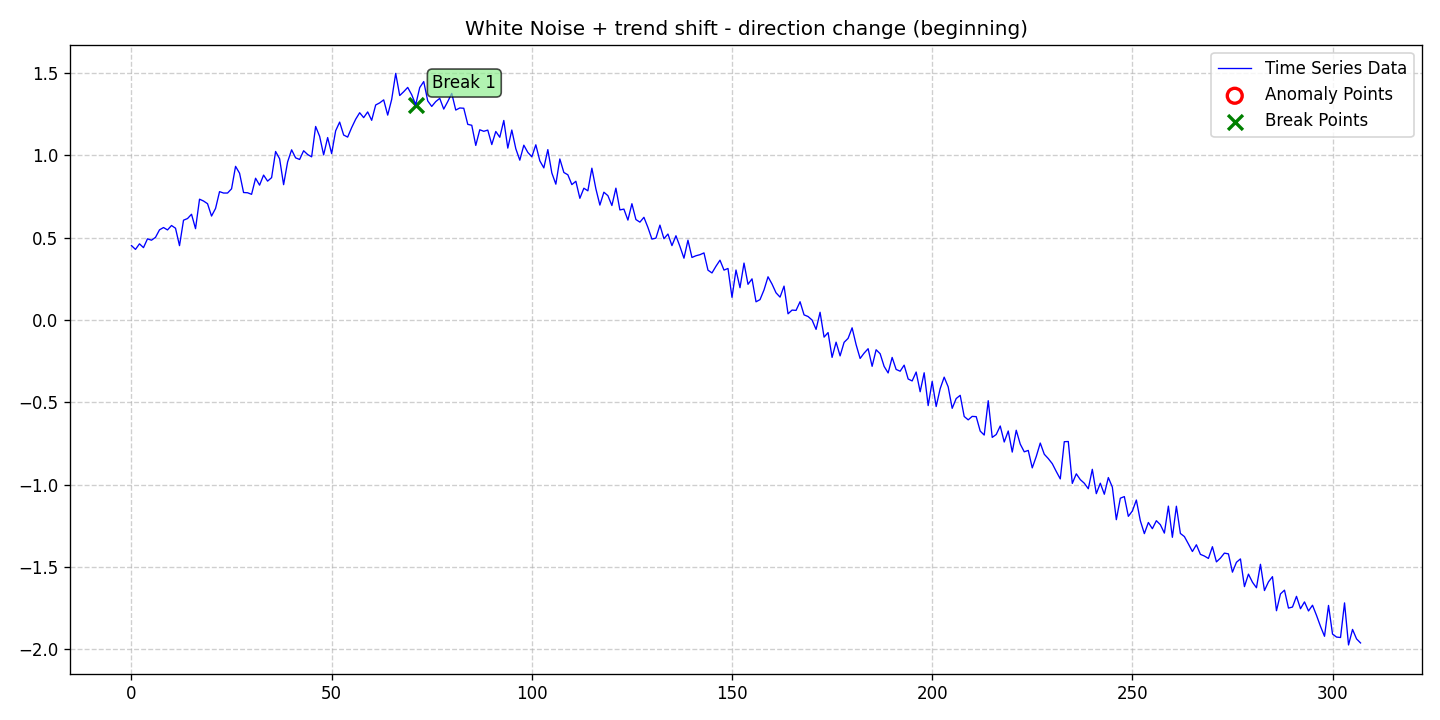 White Noise + trend shift - direction change (beginning)
Break 1
Time Series Data
Anomaly Points
Break Points
1.5
1.0
0.5
0.0
−0.5
−1.0
−1.5
−2.0
0 50 100 150 200 250 300